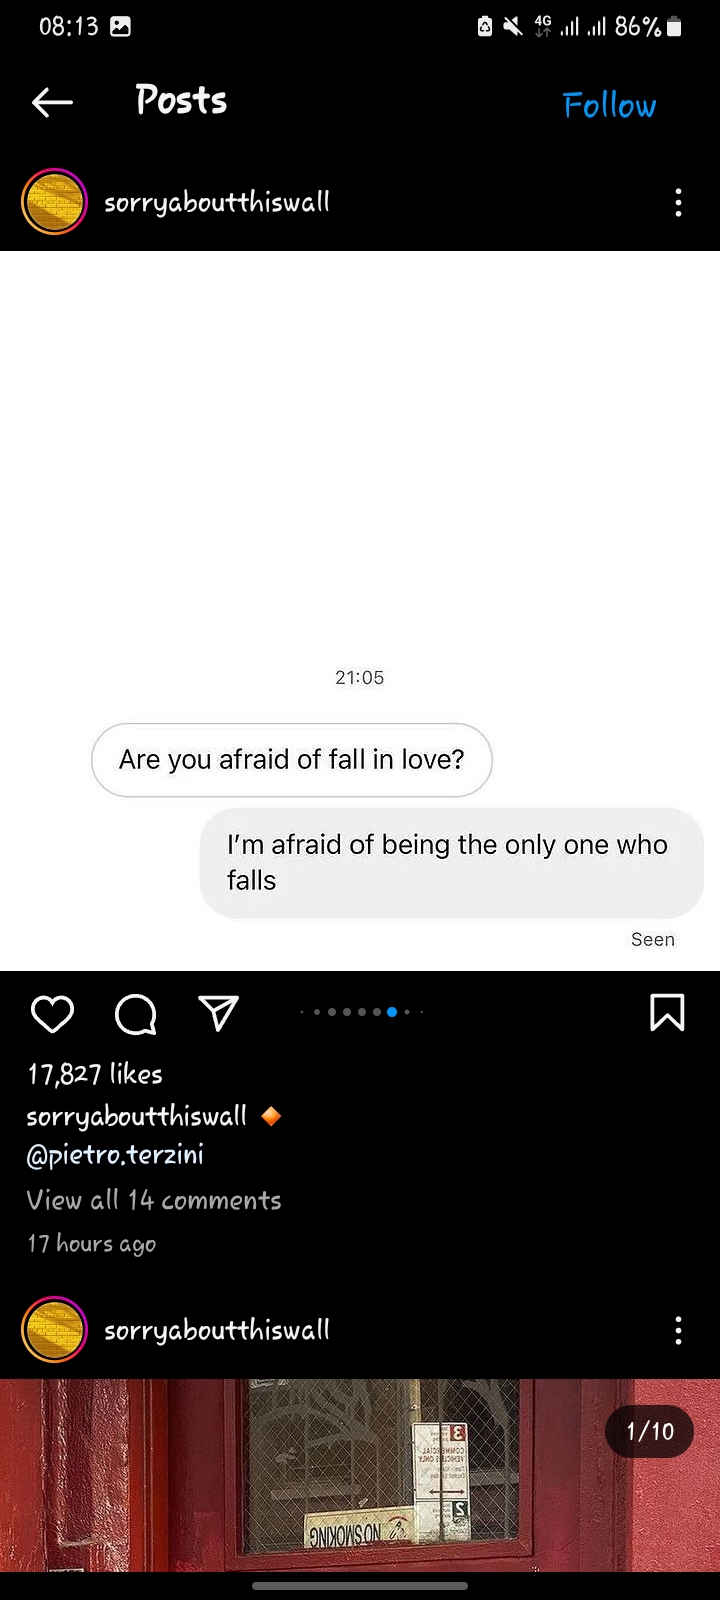 08:13 4G 86%
Posts Follow
sorryaboutthiswall
21:05
Are you afraid of fall in love?
I'm afraid of being the only one who
falls
Seen
17,827 likes
sorryaboutthiswall 🔸
@pietro.terzini
View all 14 comments
17 hours ago
sorryaboutthiswall
1/10
3
COMMERCIAL
VEHICLES ONLY
2
NO SMOKING